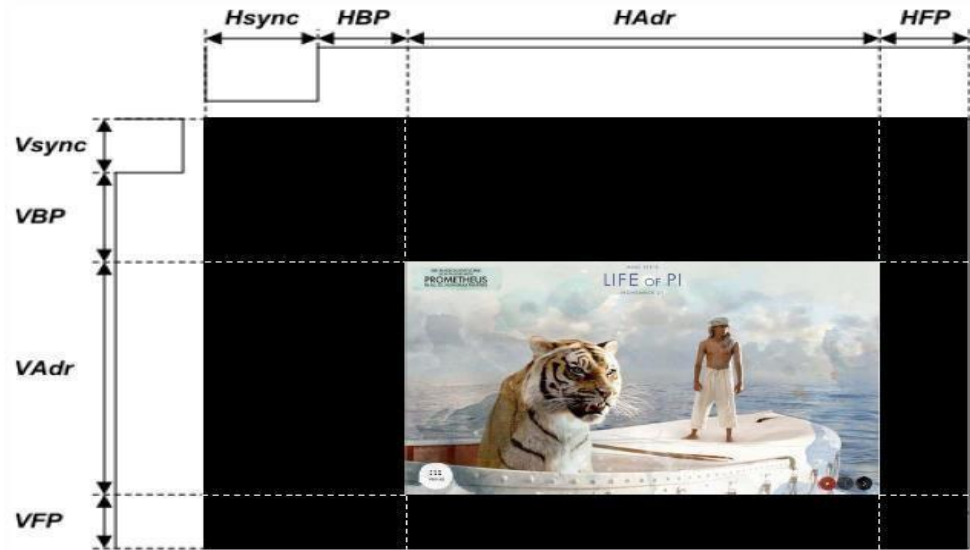 Hsync HBP HAdr HFP
Vsync
VBP
VAdr
VFP
PROMETHEUS
LIFE OF PI